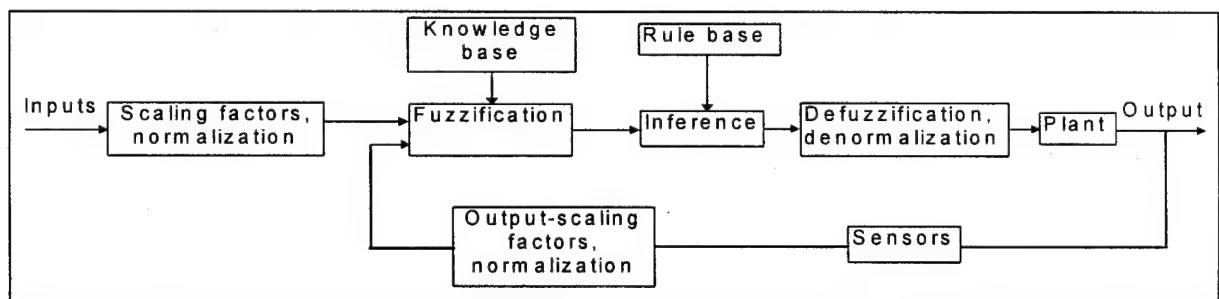 Knowledge
base
Rule base
Inputs
Scaling factors,
normalization
Fuzzification
Inference
Defuzzification,
denormalization
Plant
Output
Output-scaling
factors,
normalization
Sensors